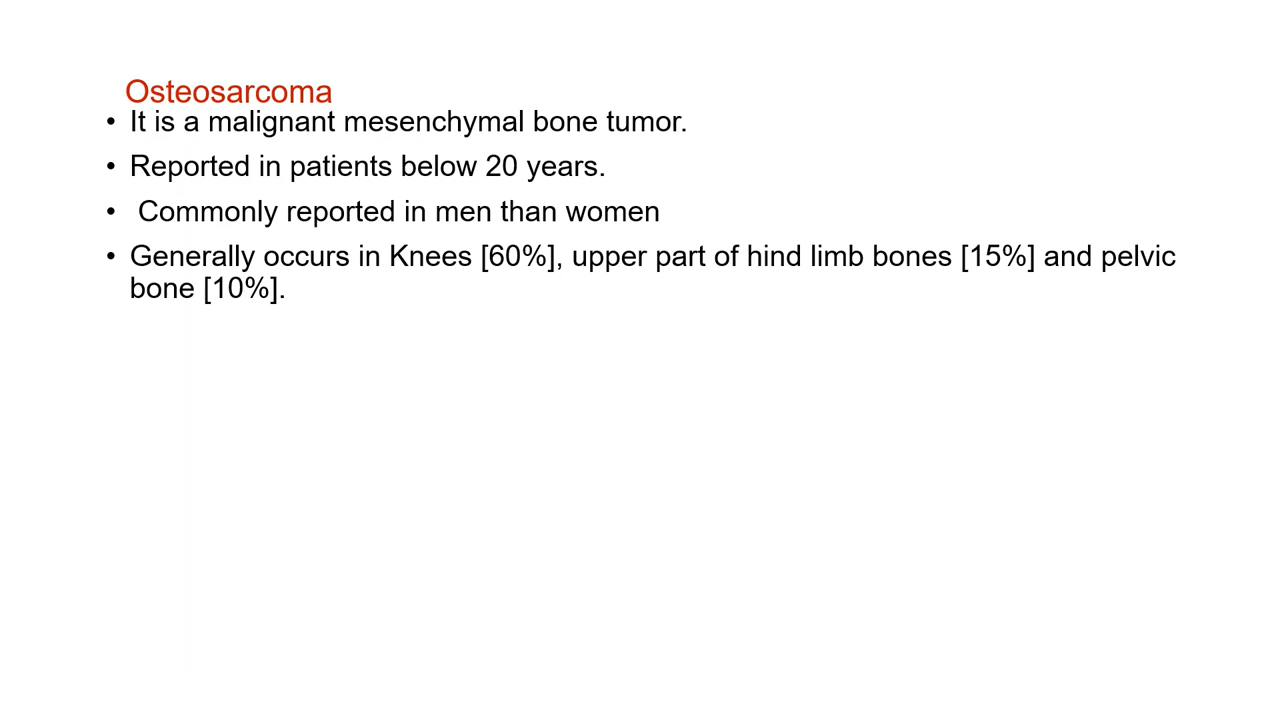 Osteosarcoma
• It is a malignant mesenchymal bone tumor.
• Reported in patients below 20 years.
• Commonly reported in men than women
• Generally occurs in Knees [60%], upper part of hind limb bones [15%] and pelvic
bone [10%].